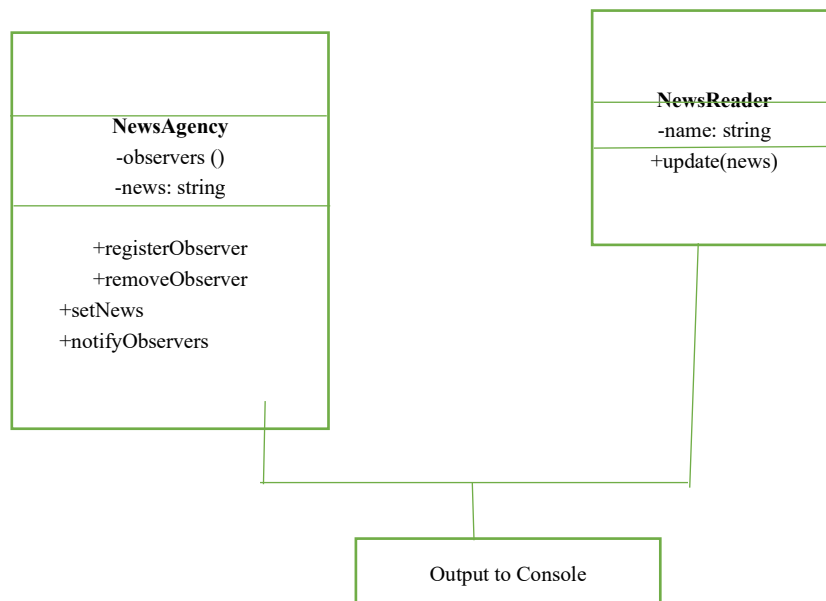 NewsAgency
-observers ()
-news: string
+registerObserver
+removeObserver
+setNews
+notifyObservers
NewsReader
-name: string
+update(news)
Output to Console